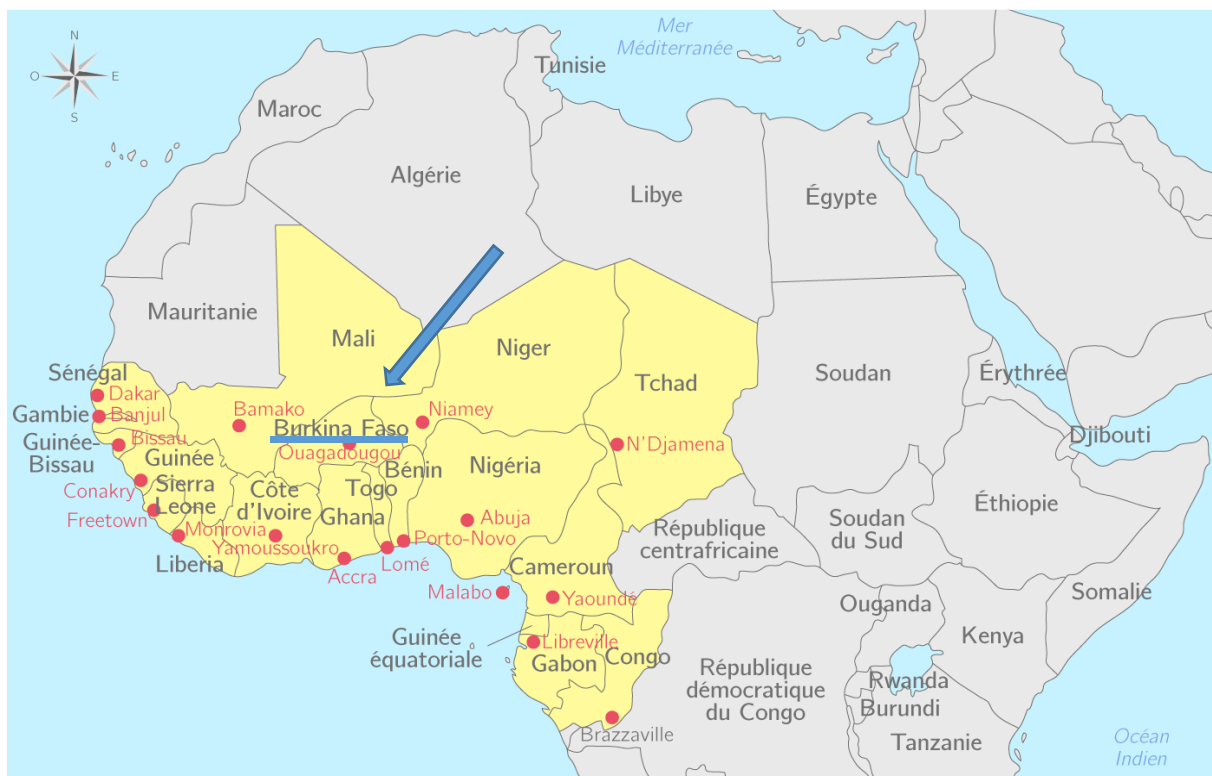 Mer
Méditerranée
N
O
E
S
Tunisie
Maroc
Algérie
Libye
Égypte
Mauritanie
Mali
Niger
Tchad
Soudan
Érythrée
Sénégal
Dakar
Gambie
Banjul
Bamako
Niamey
Burkina Faso
Ouagadougou
Bissau
Guinée-
Bissau
N'Djamena
Djibouti
Guinée
Bénin
Nigéria
Conakry
Sierra
Leone
Côte
d'Ivoire
Togo
Ghana
Éthiopie
Freetown
Monrovia
Yamoussoukro
Abuja
Porto-Novo
République
centrafricaine
Soudan
du Sud
Liberia
Accra
Lomé
Cameroun
Malabo
Yaoundé
Ouganda
Somalie
Guinée
équatoriale
Libreville
Gabon
Congo
Kenya
République
démocratique
du Congo
Rwanda
Burundi
Tanzanie
Brazzaville
Océan
Indien